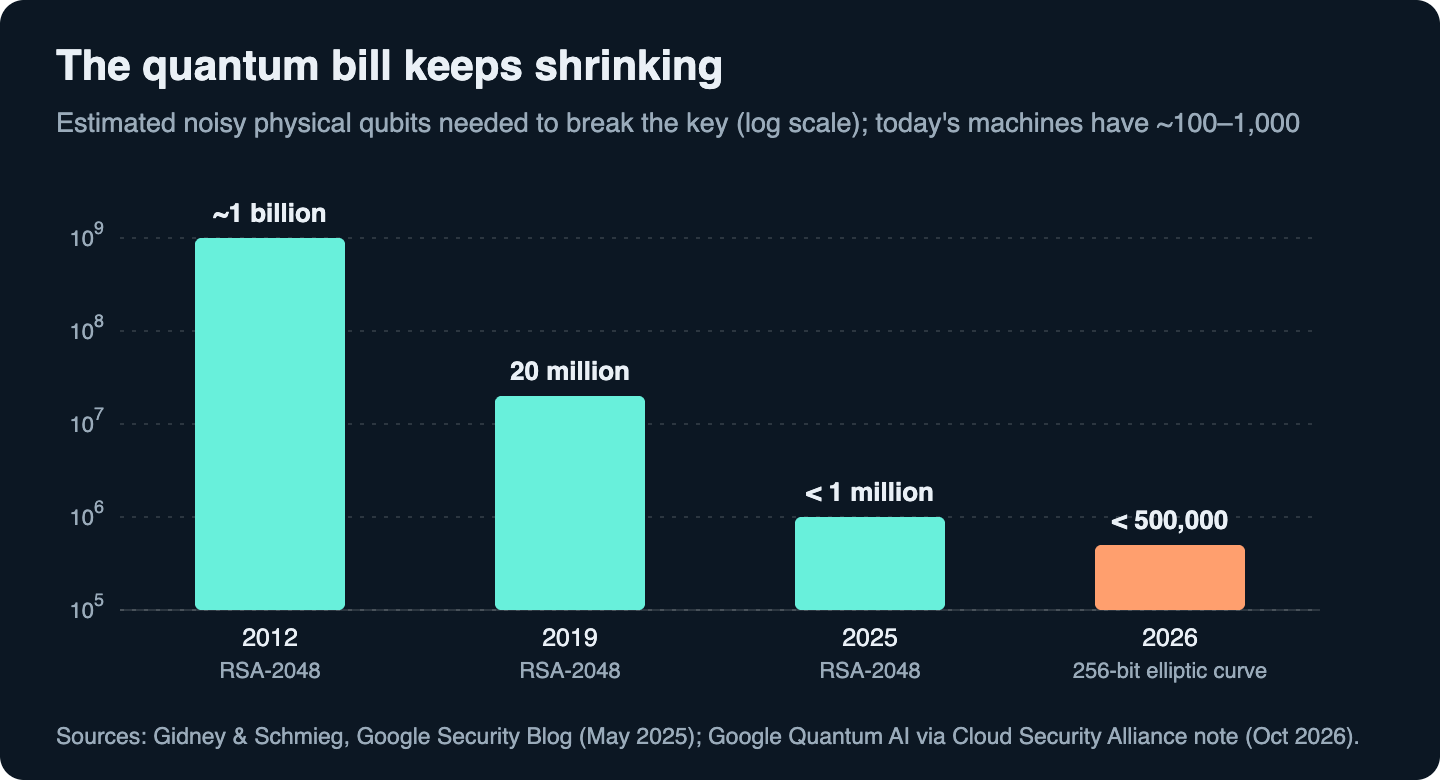 The quantum bill keeps shrinking
Estimated noisy physical qubits needed to break the key (log scale); today's machines have ~100–1,000
~1 billion
10⁹
10⁸
20 million
10⁷
< 1 million
10⁶
< 500,000
10⁵
2012
2019
2025
2026
RSA-2048
RSA-2048
RSA-2048
256-bit elliptic curve
Sources: Gidney & Schmieg, Google Security Blog (May 2025); Google Quantum AI via Cloud Security Alliance note (Oct 2026).